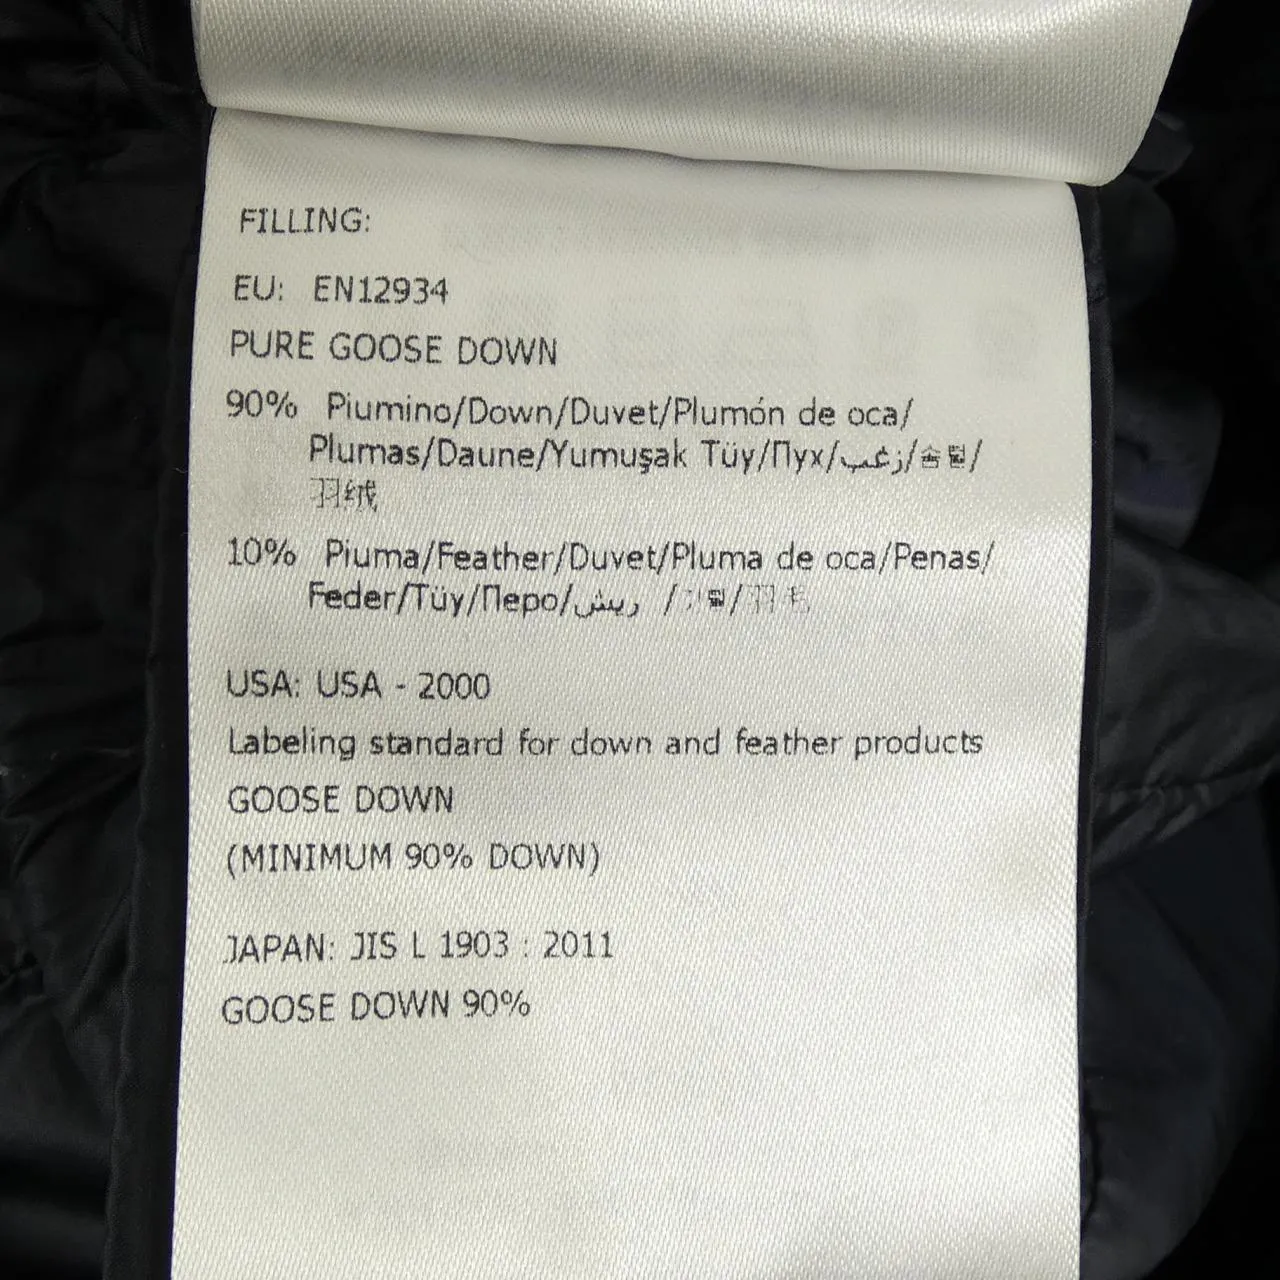 FILLING:
EU: EN12934
PURE GOOSE DOWN
90% Piumino/Down/Duvet/Plumón de oca/
Plumas/Daune/Yumuşak Tüy/Пух/زغب/솜털/
羽绒
10% Piuma/Feather/Duvet/Pluma de oca/Penas/
Feder/Tüy/Перо/ريش /깃털/羽毛
USA: USA - 2000
Labeling standard for down and feather products
GOOSE DOWN
(MINIMUM 90% DOWN)
JAPAN: JIS L 1903 : 2011
GOOSE DOWN 90%